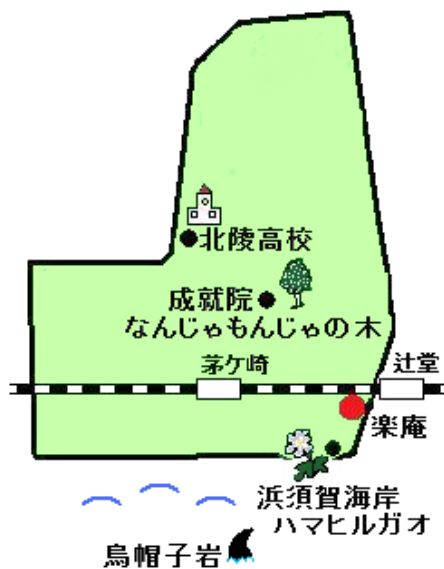 北陵高校
成就院
なんじゃもんじゃの木
茅ケ崎
辻堂
楽庵
浜須賀海岸
ハマヒルガオ
烏帽子岩